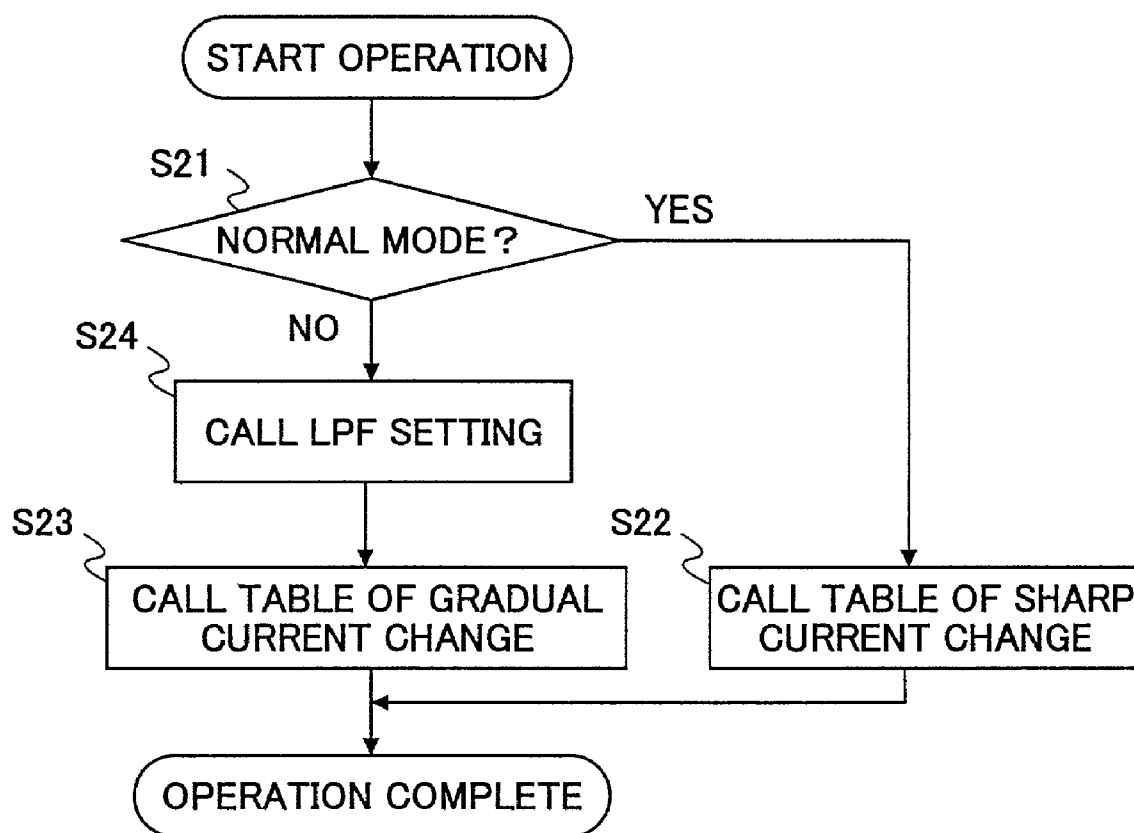 START OPERATION
S21
YES
NORMAL MODE?
NO
S24
CALL LPF SETTING
S23
S22
CALL TABLE OF GRADUAL
CURRENT CHANGE
CALL TABLE OF SHARP
CURRENT CHANGE
OPERATION COMPLETE